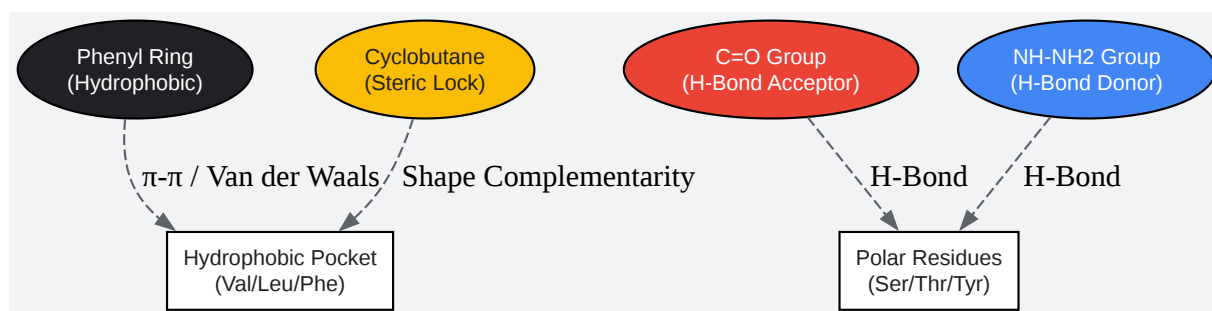 Phenyl Ring
(Hydrophobic)
Cyclobutane
(Steric Lock)
C=O Group
(H-Bond Acceptor)
NH-NH2 Group
(H-Bond Donor)
π-π / Van der Waals
Shape Complementarity
H-Bond
H-Bond
Hydrophobic Pocket
(Val/Leu/Phe)
Polar Residues
(Ser/Thr/Tyr)